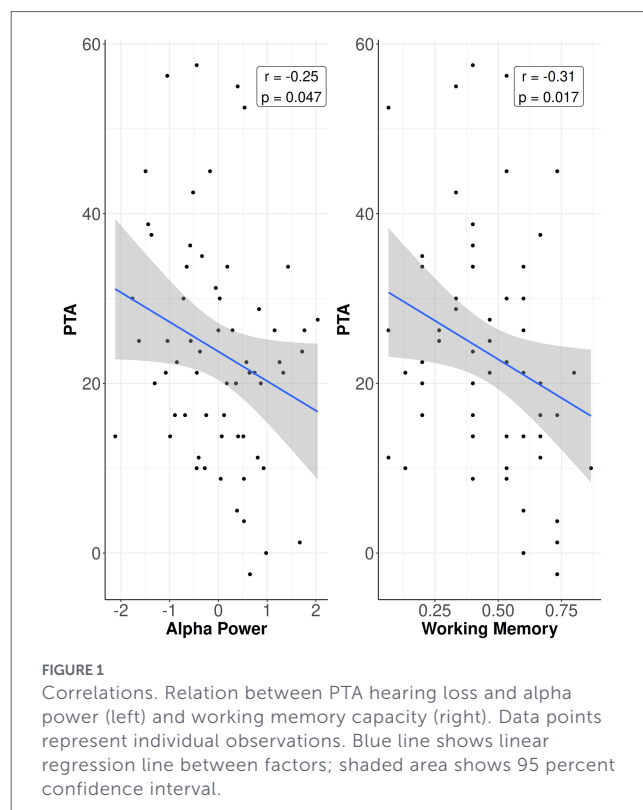 60
r = -0.25
p = 0.047
40
PTA
20
0
-2 -1 0 1 2
Alpha Power
60
r = -0.31
p = 0.017
40
PTA
20
0
0.25 0.50 0.75
Working Memory
FIGURE 1
Correlations. Relation between PTA hearing loss and alpha
power (left) and working memory capacity (right). Data points
represent individual observations. Blue line shows linear
regression line between factors; shaded area shows 95 percent
confidence interval.